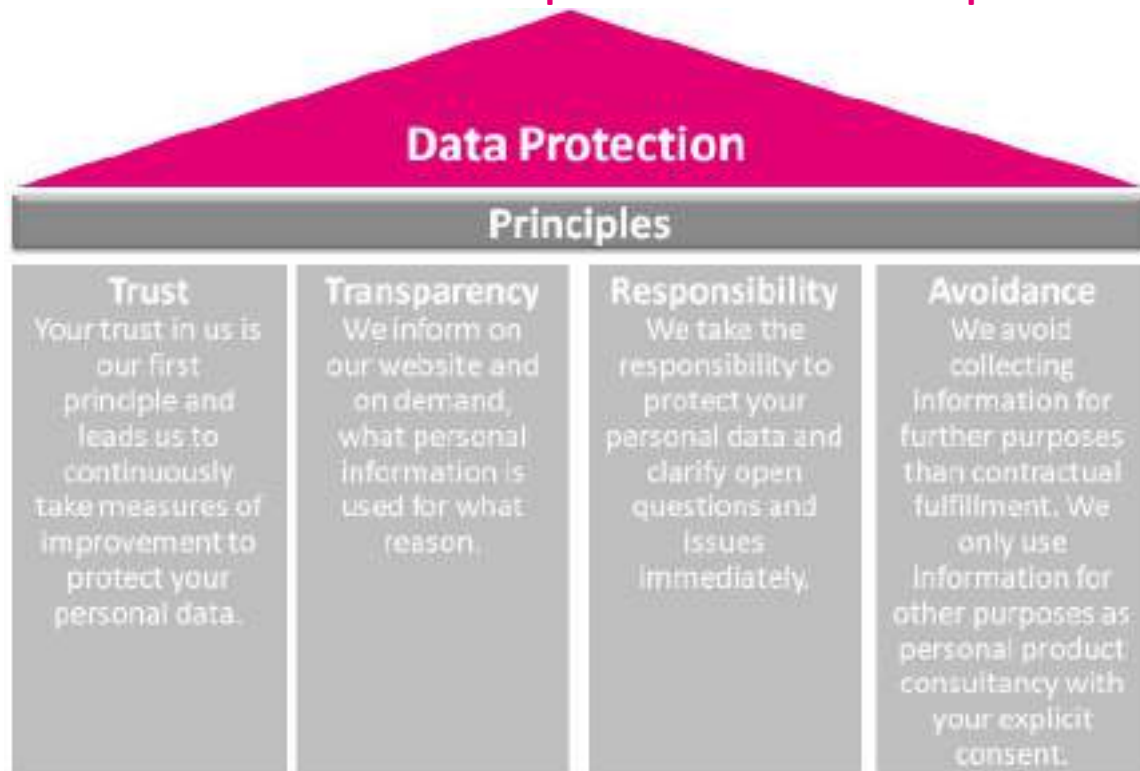 Data Protection
Principles
Trust
Your trust in us is
our first
principle and
leads us to
continuously
take measures of
improvement to
protect your
personal data.
Transparency
We inform on
our website and
on demand,
what personal
information is
used for what
reason.
Responsibility
We take the
responsibility to
protect your
personal data and
clarify open
questions and
issues
immediately.
Avoidance
We avoid
collecting
information for
further purposes
than contractual
fulfillment. We
only use
information for
other purposes as
personal product
consultancy with
your explicit
consent.